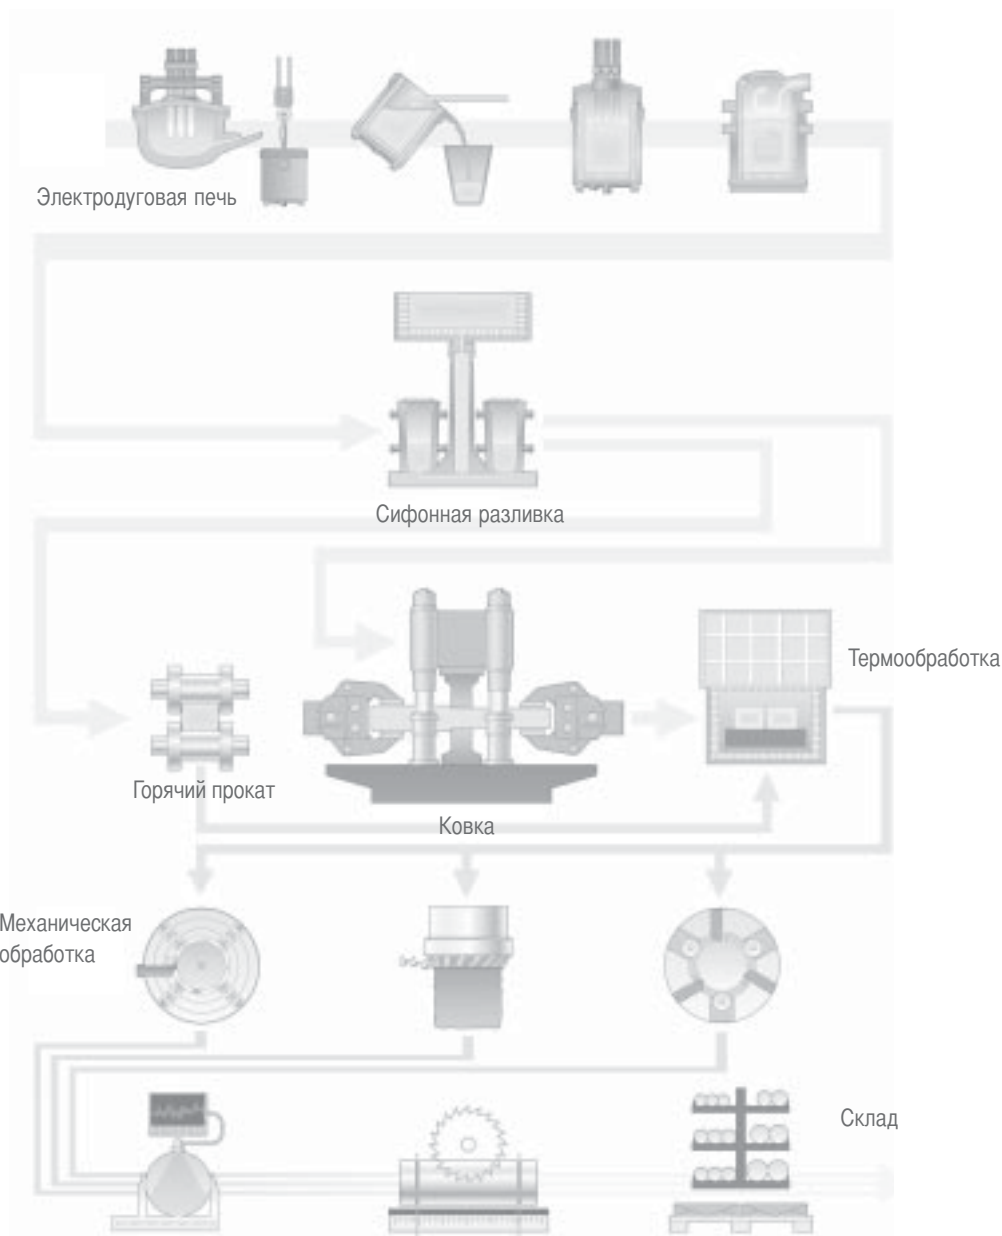 Электродуговая печь
Сифонная разливка
Термообработка
Горячий прокат
Ковка
Механическая
обработка
Склад